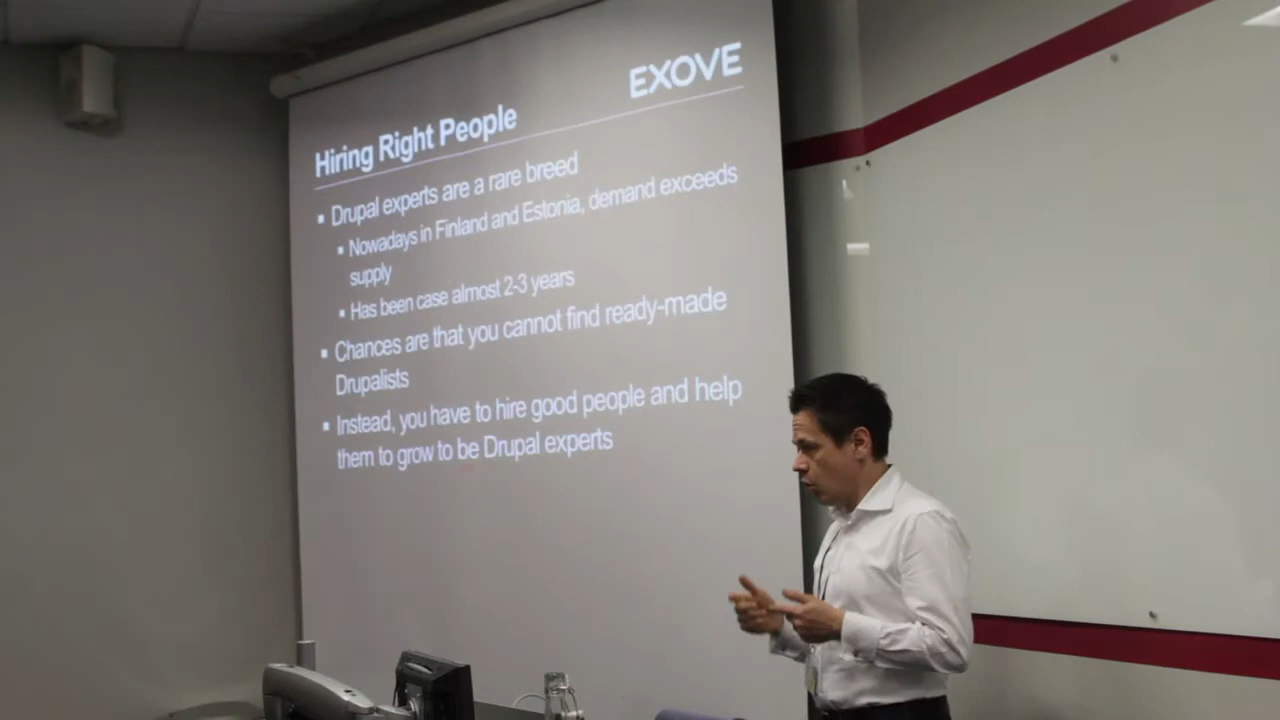 EXOVE
Hiring Right People
▪ Drupal experts are a rare breed
▪ Nowadays in Finland and Estonia, demand exceeds
supply
▪ Has been case almost 2-3 years
▪ Chances are that you cannot find ready-made
Drupalists
▪ Instead, you have to hire good people and help
them to grow to be Drupal experts